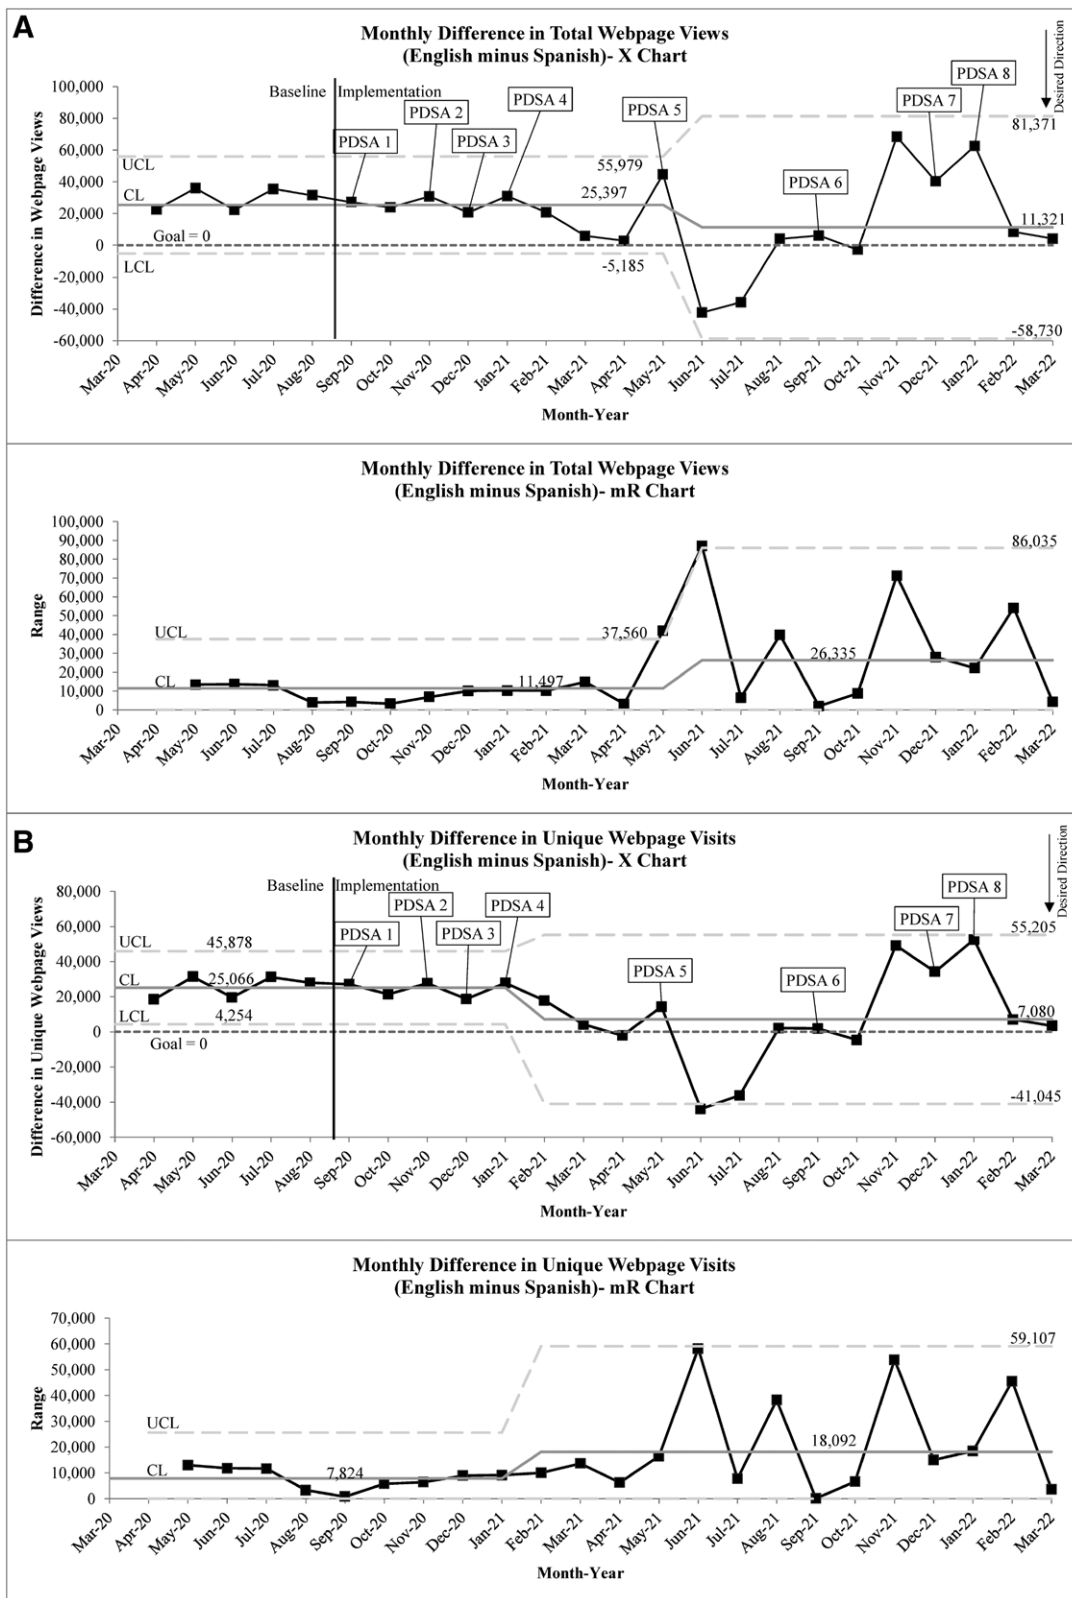 A
Monthly Difference in Total Webpage Views
(English minus Spanish)- X Chart
Desired Direction
Difference in Webpage Views
100,000
80,000
60,000
40,000
20,000
0
-20,000
-40,000
-60,000
Baseline
Implementation
PDSA 1
PDSA 2
PDSA 3
PDSA 4
PDSA 5
PDSA 6
PDSA 7
PDSA 8
UCL
CL
Goal = 0
LCL
55,979
25,397
-5,185
81,371
11,321
-58,730
Mar-20
Apr-20
May-20
Jun-20
Jul-20
Aug-20
Sep-20
Oct-20
Nov-20
Dec-20
Jan-21
Feb-21
Mar-21
Apr-21
May-21
Jun-21
Jul-21
Aug-21
Sep-21
Oct-21
Nov-21
Dec-21
Jan-22
Feb-22
Mar-22
Month-Year
Monthly Difference in Total Webpage Views
(English minus Spanish)- mR Chart
Range
100,000
90,000
80,000
70,000
60,000
50,000
40,000
30,000
20,000
10,000
0
UCL
CL
37,560
11,497
86,035
26,335
Mar-20
Apr-20
May-20
Jun-20
Jul-20
Aug-20
Sep-20
Oct-20
Nov-20
Dec-20
Jan-21
Feb-21
Mar-21
Apr-21
May-21
Jun-21
Jul-21
Aug-21
Sep-21
Oct-21
Nov-21
Dec-21
Jan-22
Feb-22
Mar-22
Month-Year
B
Monthly Difference in Unique Webpage Visits
(English minus Spanish)- X Chart
Desired Direction
Difference in Unique Webpage Views
80,000
60,000
40,000
20,000
0
-20,000
-40,000
-60,000
Baseline
Implementation
PDSA 1
PDSA 2
PDSA 3
PDSA 4
PDSA 5
PDSA 6
PDSA 7
PDSA 8
UCL
45,878
CL
25,066
LCL
4,254
Goal = 0
55,205
7,080
-41,045
Mar-20
Apr-20
May-20
Jun-20
Jul-20
Aug-20
Sep-20
Oct-20
Nov-20
Dec-20
Jan-21
Feb-21
Mar-21
Apr-21
May-21
Jun-21
Jul-21
Aug-21
Sep-21
Oct-21
Nov-21
Dec-21
Jan-22
Feb-22
Mar-22
Month-Year
Monthly Difference in Unique Webpage Visits
(English minus Spanish)- mR Chart
Range
70,000
60,000
50,000
40,000
30,000
20,000
10,000
0
UCL
CL
7,824
59,107
18,092
Mar-20
Apr-20
May-20
Jun-20
Jul-20
Aug-20
Sep-20
Oct-20
Nov-20
Dec-20
Jan-21
Feb-21
Mar-21
Apr-21
May-21
Jun-21
Jul-21
Aug-21
Sep-21
Oct-21
Nov-21
Dec-21
Jan-22
Feb-22
Mar-22
Month-Year